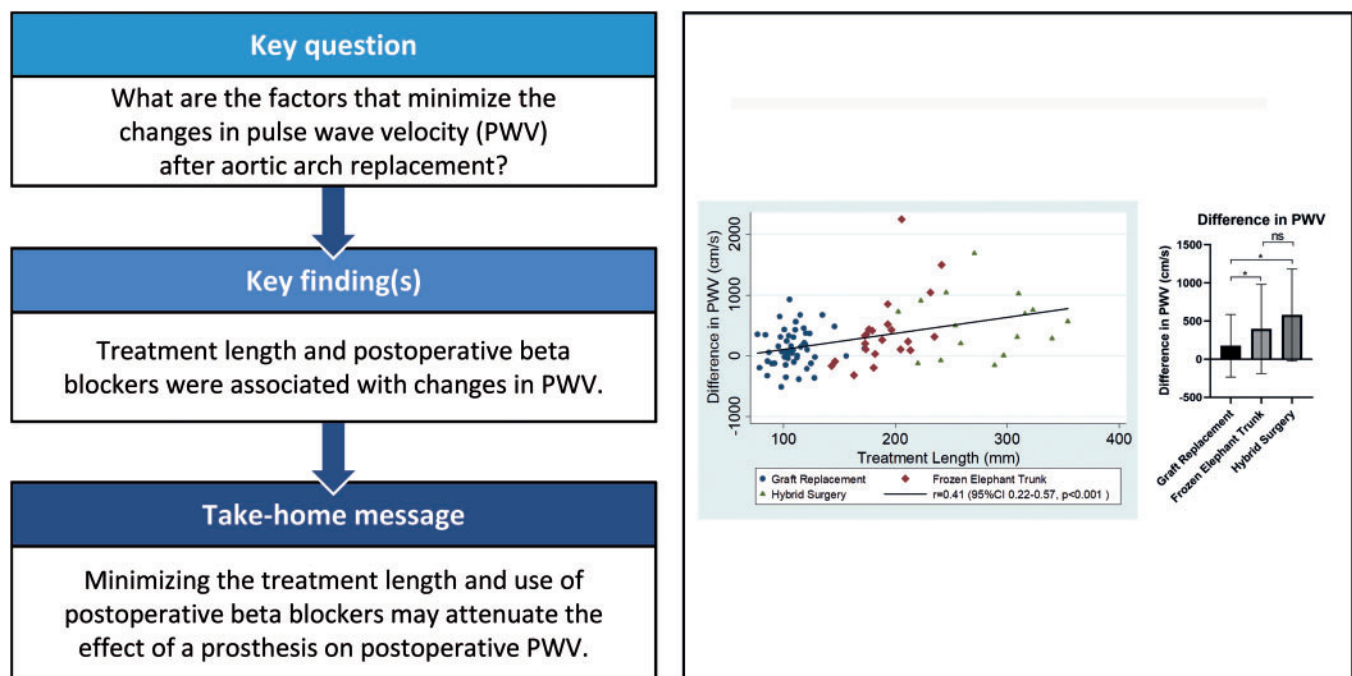 Key question
What are the factors that minimize the
changes in pulse wave velocity (PWV)
after aortic arch replacement?
Key finding(s)
Treatment length and postoperative beta
blockers were associated with changes in PWV.
Take-home message
Minimizing the treatment length and use of
postoperative beta blockers may attenuate the
effect of a prosthesis on postoperative PWV.
Difference in PWV (cm/s)
2000
1000
0
-1000
100
200
300
400
Treatment Length (mm)
Graft Replacement
Frozen Elephant Trunk
Hybrid Surgery
r=0.41 (95%CI 0.22-0.57, p<0.001 )
Difference in PWV
ns
*
*
Difference in PWV (cm/s)
1500
1000
500
0
-500
Graft Replacement
Frozen Elephant Trunk
Hybrid Surgery